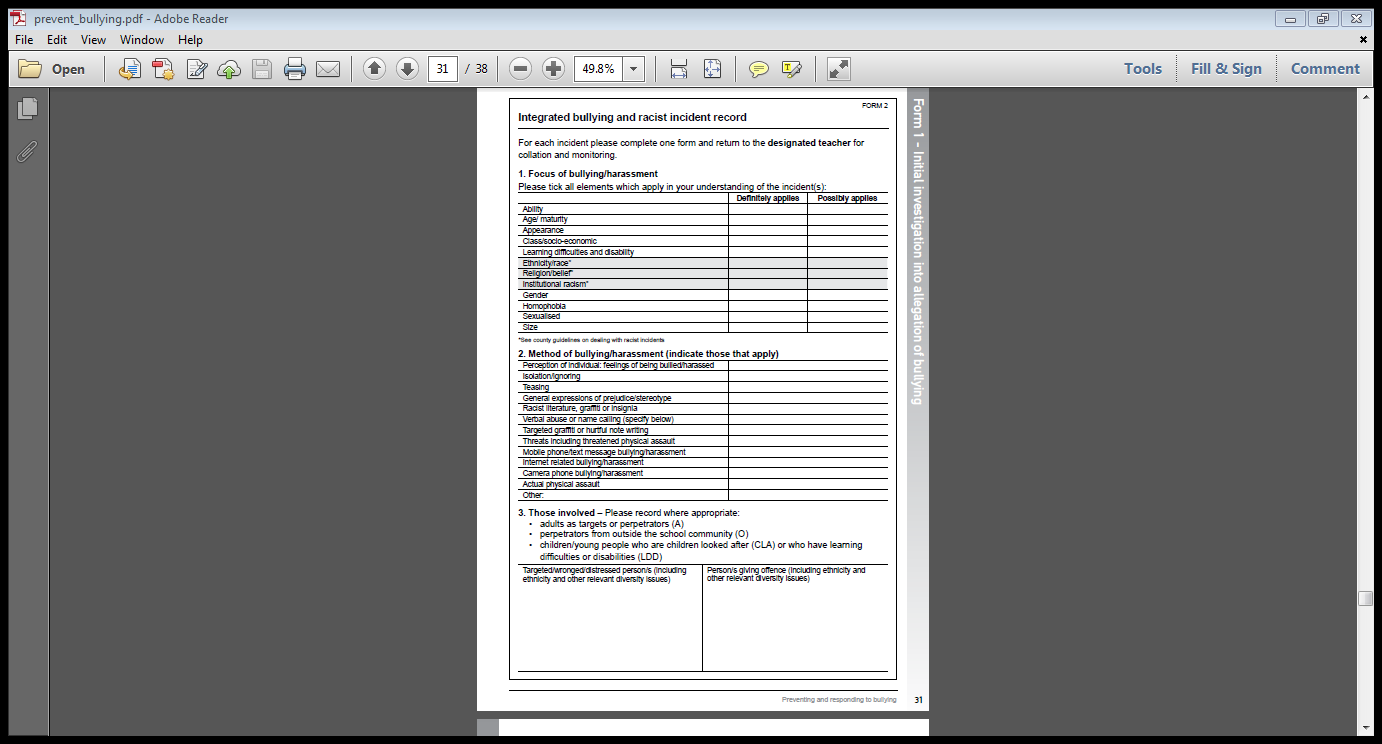 prevent_bullying.pdf - Adobe Reader
File Edit View Window Help
Open 31 / 38 49.8% Tools Fill & Sign Comment
FORM 2
Integrated bullying and racist incident record
For each incident please complete one form and return to the designated teacher for
collation and monitoring.
1. Focus of bullying/harassment
Please tick all elements which apply in your understanding of the incident(s):
Definitely applies Possibly applies
Ability
Age/ maturity
Appearance
Class/socio-economic
Learning difficulties and disability
Ethnicity/race*
Religion/belief*
Institutional racism*
Gender
Homophobia
Sexualised
Size
*See county guidelines on dealing with racist incidents
2. Method of bullying/harassment (indicate those that apply)
Perception of individual: feelings of being bullied/harassed
Isolation/ignoring
Teasing
General expressions of prejudice/stereotype
Racist literature, graffiti or insignia
Verbal abuse or name calling (specify below)
Targeted graffiti or hurtful note writing
Threats including threatened physical assault
Mobile phone/text message bullying/harassment
Internet related bullying/harassment
Camera phone bullying/harassment
Actual physical assault
Other:
3. Those involved – Please record where appropriate:
• adults as targets or perpetrators (A)
• perpetrators from outside the school community (O)
• children/young people who are children looked after (CLA) or who have learning
difficulties or disabilities (LDD)
Targeted/wronged/distressed person/s (including
ethnicity and other relevant diversity issues)
Person/s giving offence (including ethnicity and
other relevant diversity issues)
Preventing and responding to bullying 31
Form 1 - Initial investigation into allegation of bullying